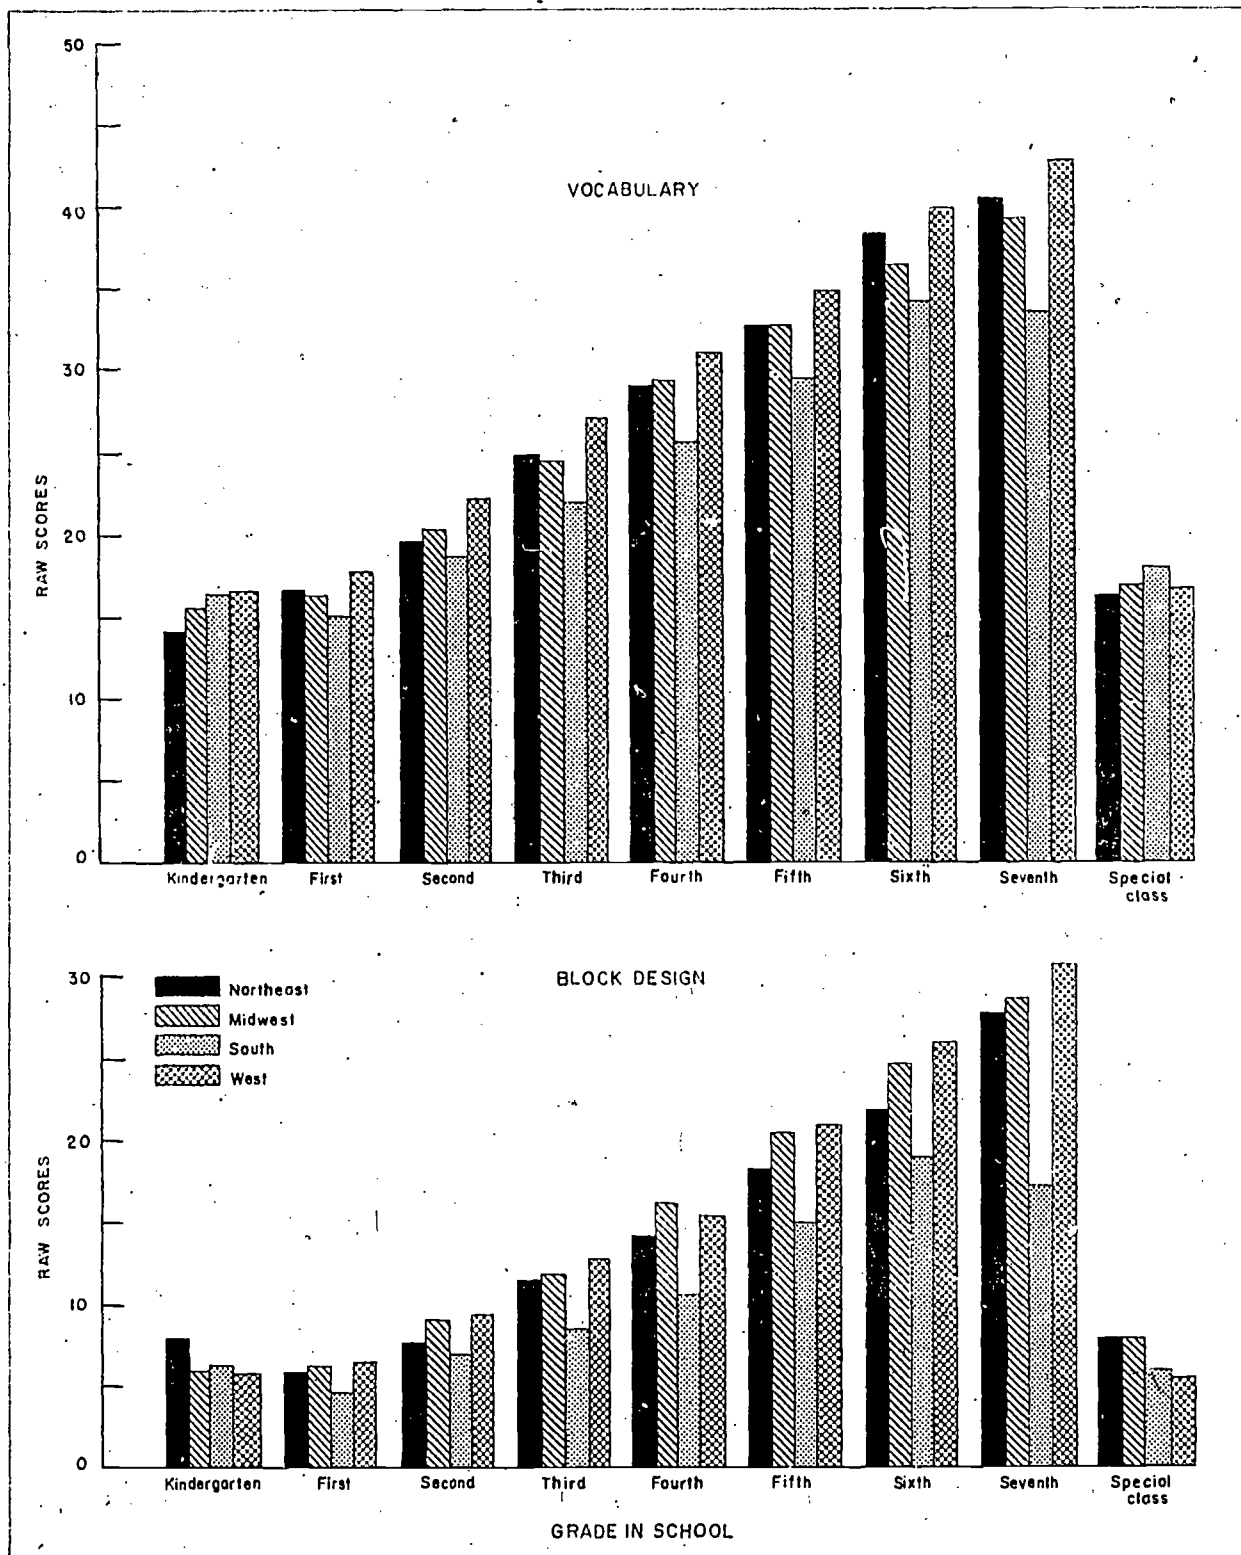 VOCABULARY
RAW SCORES
50
40
30
20
10
0
Kindergarten First Second Third Fourth Fifth Sixth Seventh Special class
BLOCK DESIGN
Northeast
Midwest
South
West
RAW SCORES
30
20
10
0
Kindergarten First Second Third Fourth Fifth Sixth Seventh Special class
GRADE IN SCHOOL